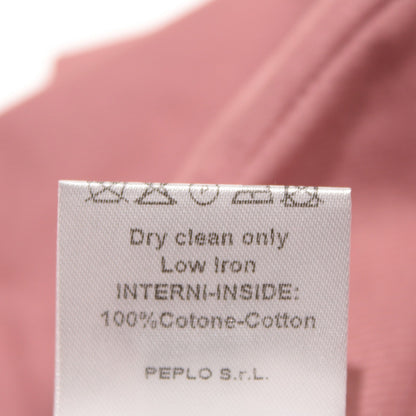 Dry clean only
Low Iron
INTERNI-INSIDE:
100%Cotone-Cotton
PEPLO S.r.L.